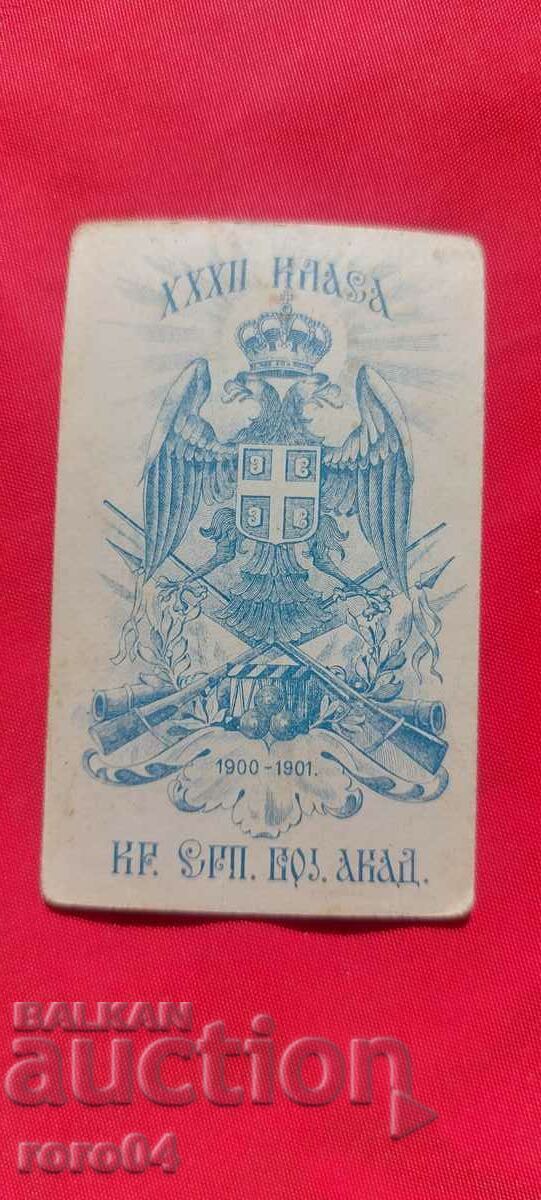 XXXII КЛАСА
1900-1901.
КР. СРП. ВОЈ. АКАД.
BALKAN
auction
roro04